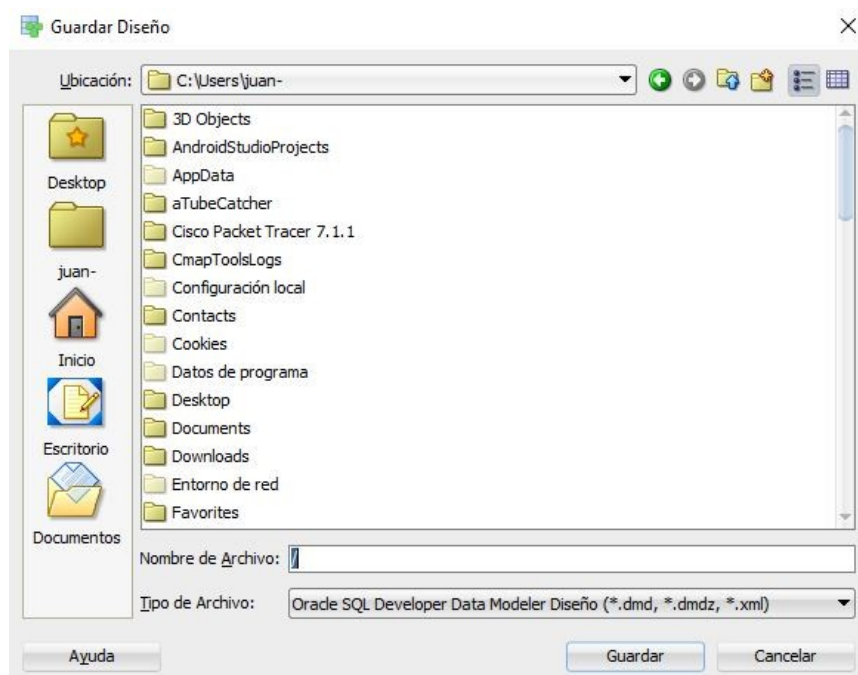 Guardar Diseño
Ubicación: C:\Users\juan-
Desktop
juan-
Inicio
Escritorio
Documentos
3D Objects
AndroidStudioProjects
AppData
aTubeCatcher
Cisco Packet Tracer 7.1.1
CmapToolsLogs
Configuración local
Contacts
Cookies
Datos de programa
Desktop
Documents
Downloads
Entorno de red
Favorites
Nombre de Archivo: /
Tipo de Archivo: Oracle SQL Developer Data Modeler Diseño (*.dmd, *.dmdz, *.xml)
Ayuda Guardar Cancelar